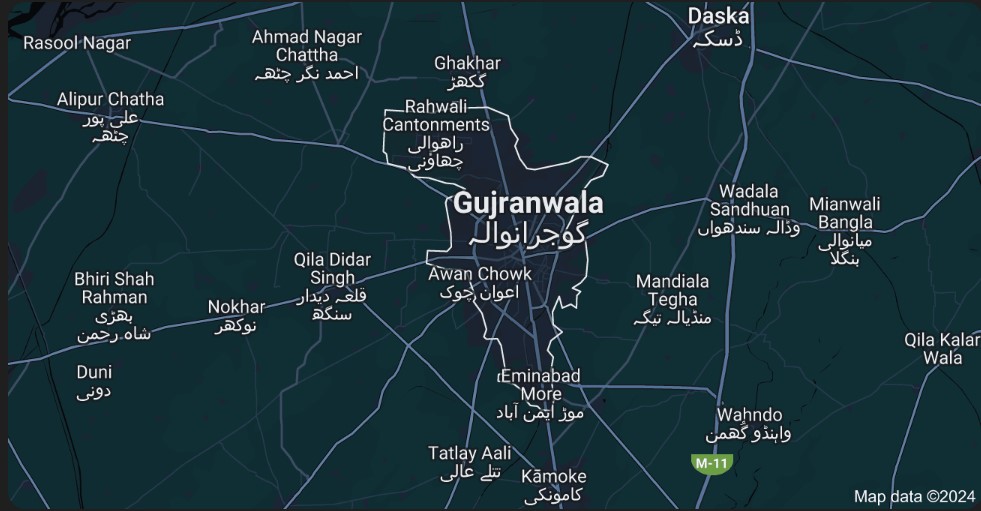 Daska
ڈسکہ
Rasool Nagar
Ahmad Nagar
Chattha
احمد نگر چٹھہ
Ghakhar
گکھڑ
Alipur Chatha
علی پور
چٹھہ
Rahwali
Cantonments
راهوالی
چھاؤنی
Gujranwala
گوجرانوالہ
Wadala
Sandhuan
وڈالہ سندھواں
Mianwali
Bangla
میانوالی
بنگلا
Qila Didar
Singh
قلعہ دیدار
سنگھ
Awan Chowk
اعوان چوک
Bhiri Shah
Rahman
بھڑی
شاہ رحمن
Nokhar
نوکھر
Mandiala
Tegha
منڈیالہ تیگہ
Qila Kalar
Wala
Duni
دونی
Eminabad
More
موڑ ایمن آباد
Wahndo
واہنڈو گھمن
Tatlay Aali
تتلے عالی
M-11
Kāmoke
کامونکی
Map data ©2024